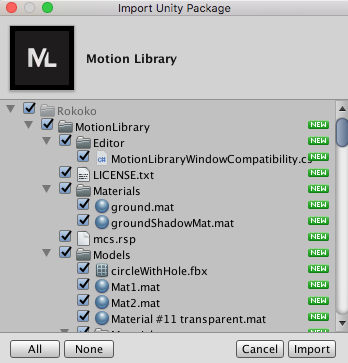 Import Unity Package
ML
Motion Library
Rokoko
MotionLibrary NEW
Editor NEW
MotionLibraryWindowCompatibility.cs NEW
LICENSE.txt NEW
Materials NEW
ground.mat NEW
groundShadowMat.mat NEW
mcs.rsp NEW
Models NEW
circleWithHole.fbx NEW
Mat1.mat NEW
Mat2.mat NEW
Material #11 transparent.mat NEW
All None Cancel Import